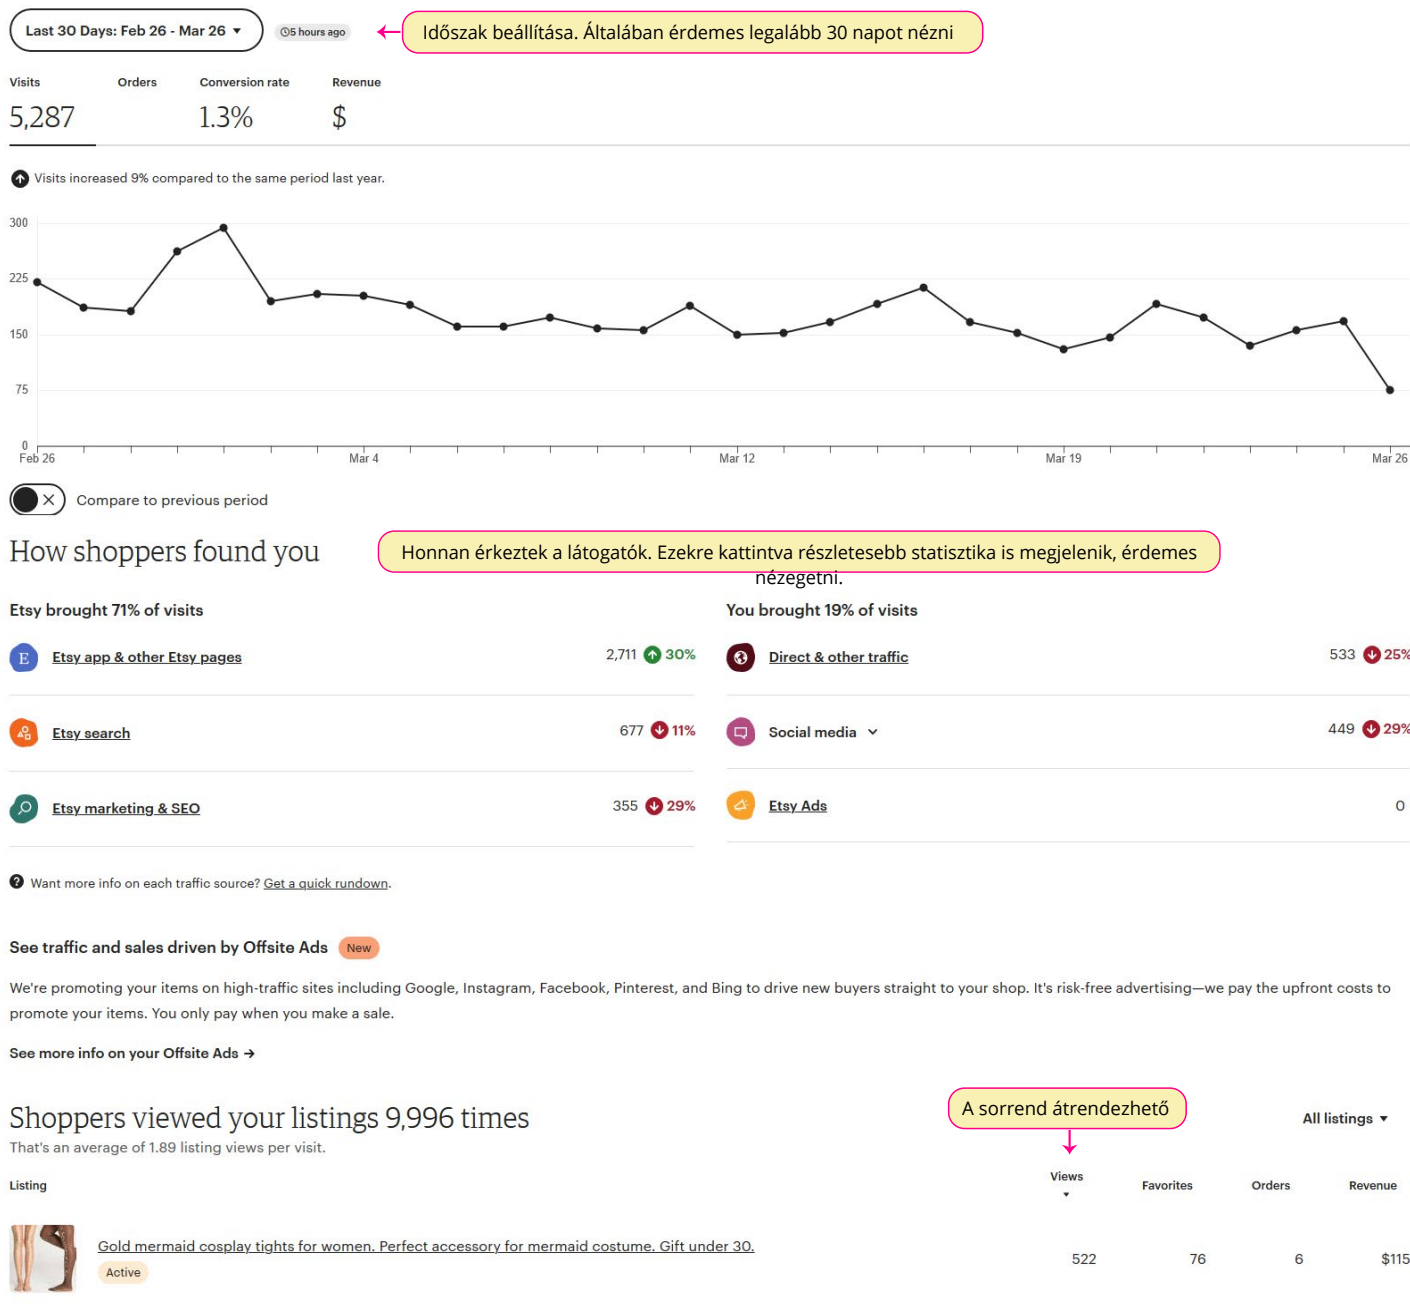 Last 30 Days: Feb 26 - Mar 26
5 hours ago
Időszak beállítása. Általában érdemes legalább 30 napot nézni
Visits Orders Conversion rate Revenue
5,287 1.3% $
Visits increased 9% compared to the same period last year.
300
225
150
75
0
Feb 26 Mar 4 Mar 12 Mar 19 Mar 26
Compare to previous period
How shoppers found you
Honnan érkeztek a látogatók. Ezekre kattintva részletesebb statisztika is megjelenik, érdemes
nézegetni.
Etsy brought 71% of visits
E Etsy app & other Etsy pages 2,711 30%
Etsy search 677 11%
Etsy marketing & SEO 355 29%
You brought 19% of visits
Direct & other traffic 533 25%
Social media 449 29%
Etsy Ads 0
? Want more info on each traffic source? Get a quick rundown.
See traffic and sales driven by Offsite Ads New
We're promoting your items on high-traffic sites including Google, Instagram, Facebook, Pinterest, and Bing to drive new buyers straight to your shop. It's risk-free advertising—we pay the upfront costs to
promote your items. You only pay when you make a sale.
See more info on your Offsite Ads →
Shoppers viewed your listings 9,996 times
That's an average of 1.89 listing views per visit.
A sorrend átrendezhető
All listings
Listing Views Favorites Orders Revenue
Gold mermaid cosplay tights for women. Perfect accessory for mermaid costume. Gift under 30.
Active
522 76 6 $115